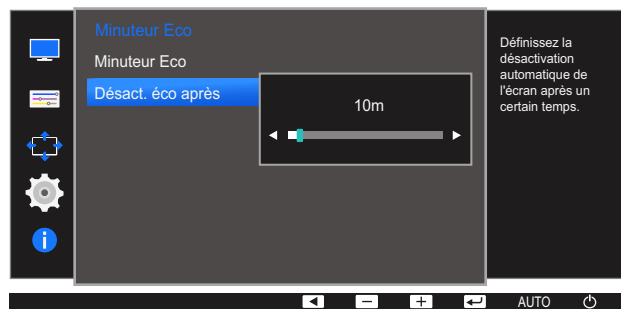 Minuteur Eco
Minuteur Eco
Désact. éco après
10m
Définissez la
désactivation
automatique de
l'écran après un
certain temps.
AUTO